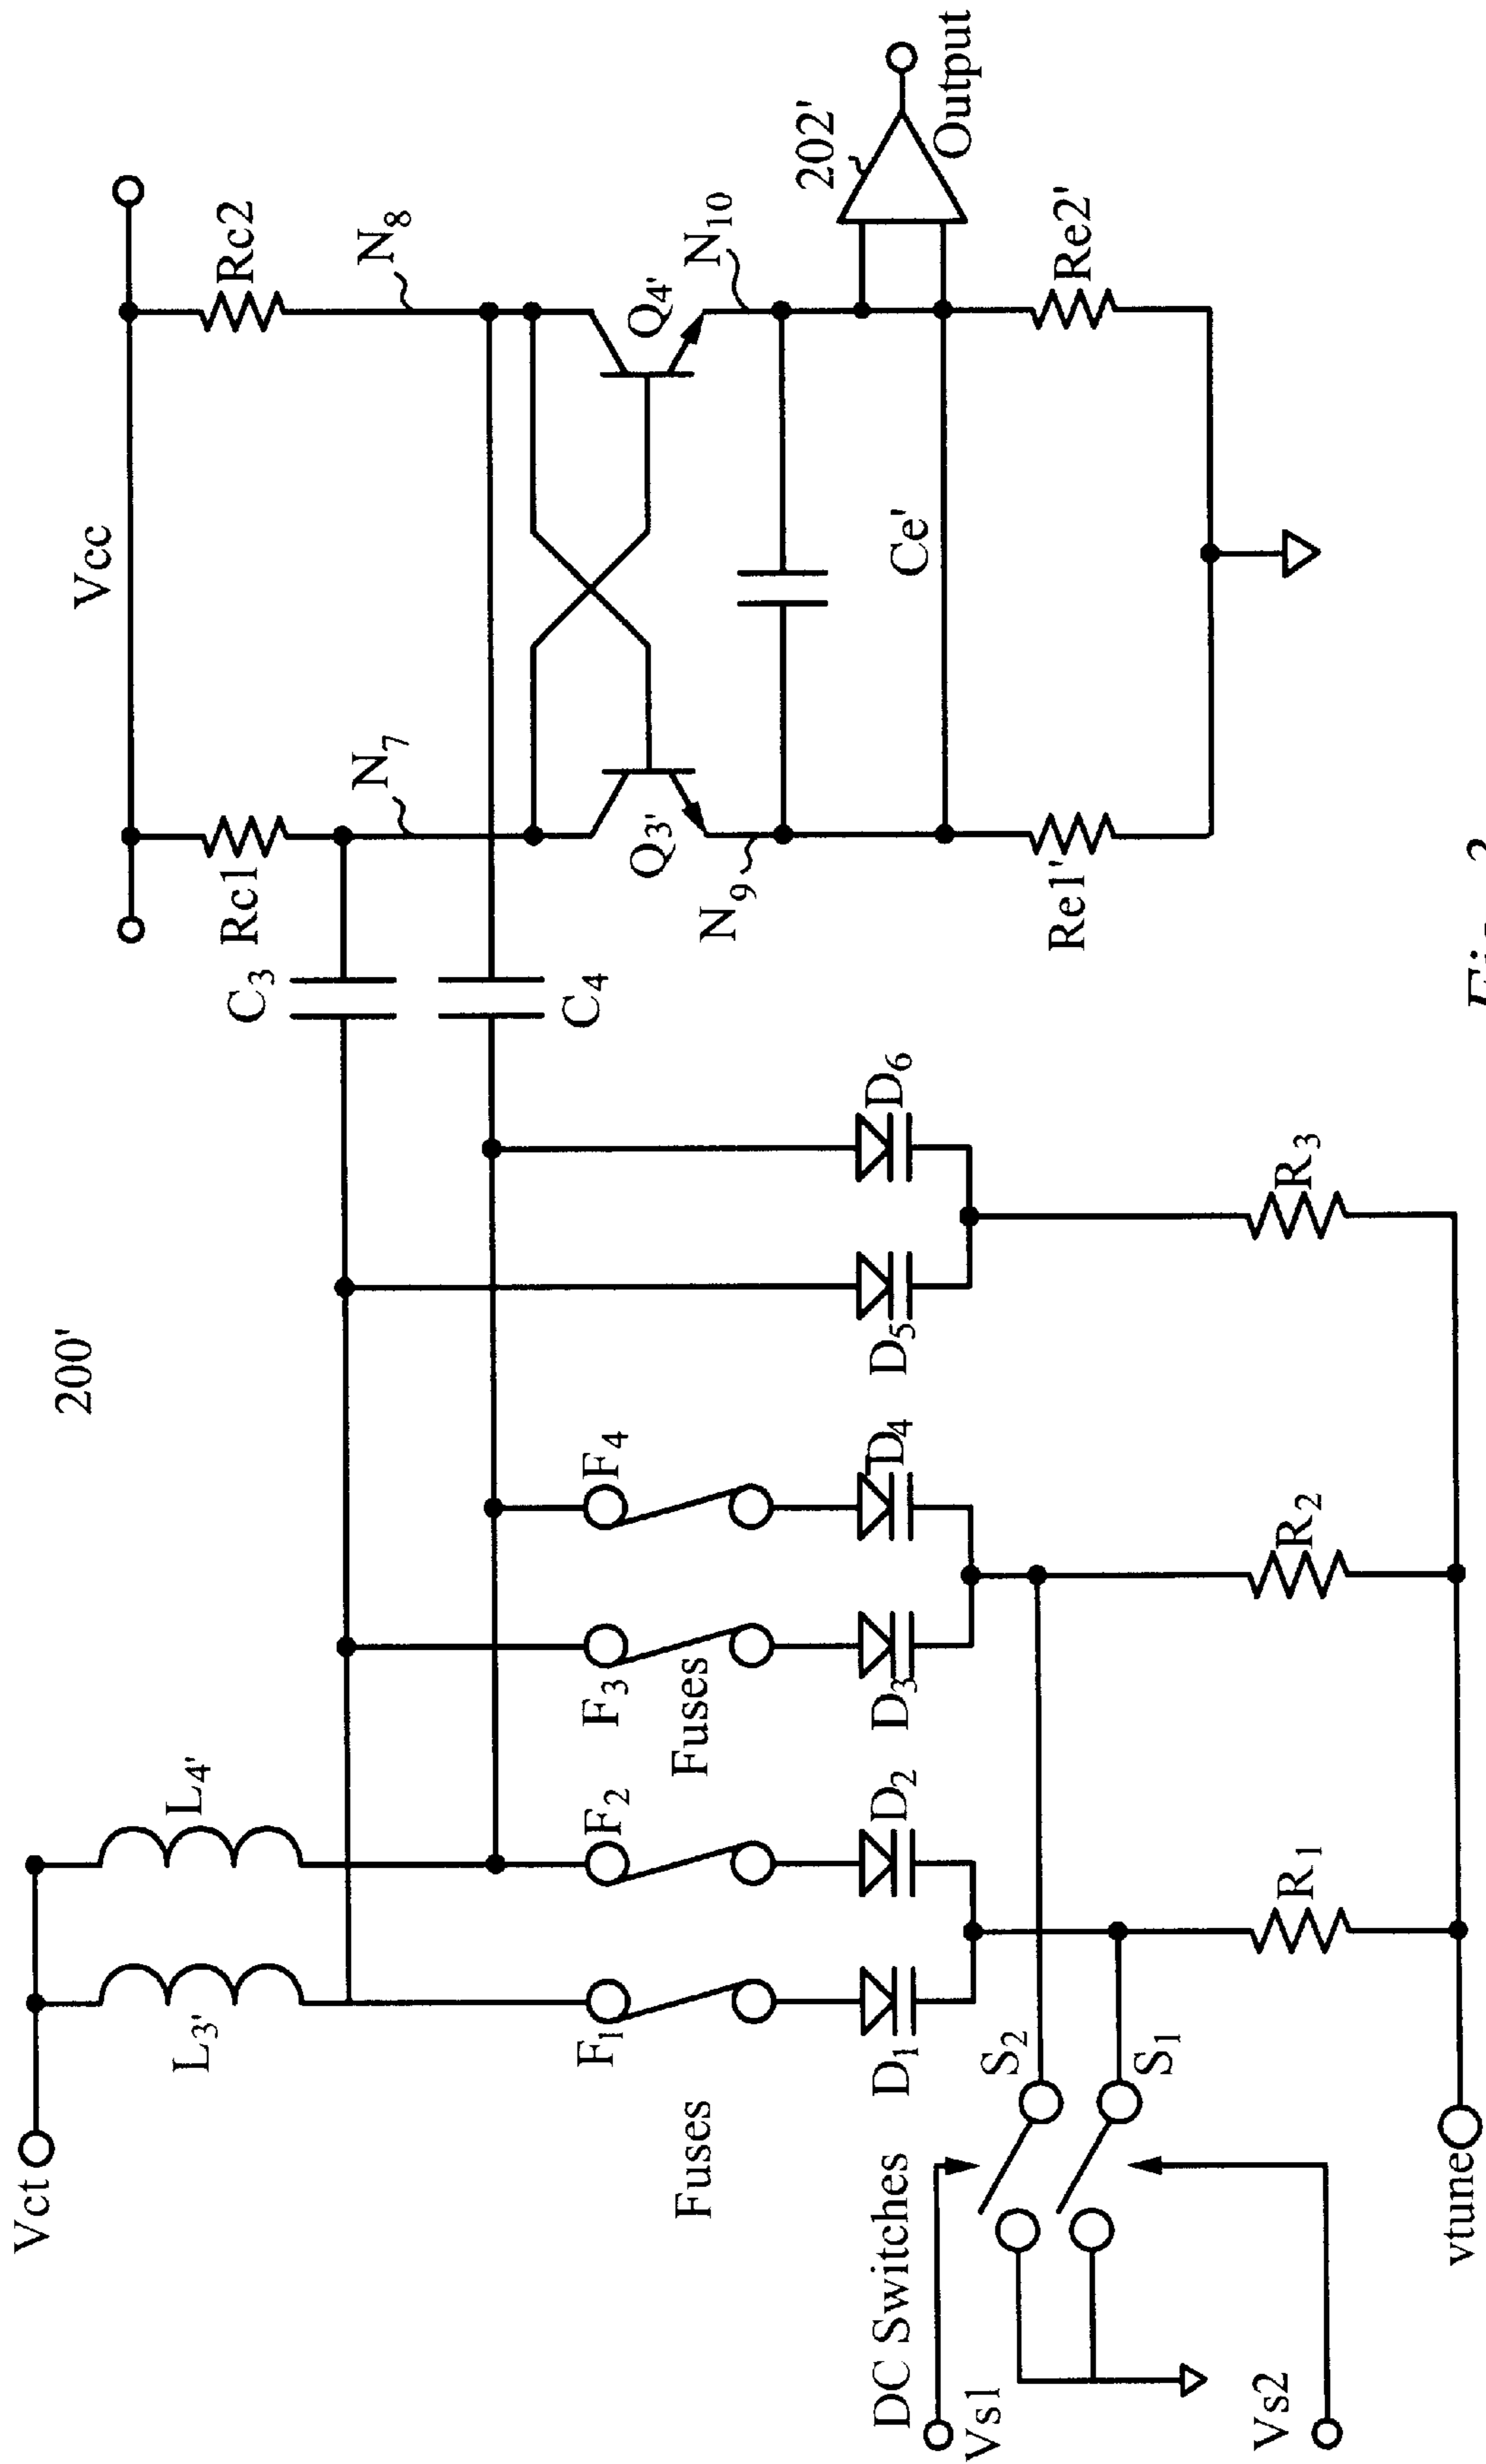 200'
Vct
L3'
L4'
Vcc
Rc1
Rc2
N7
N8
C3
C4
Q3'
Q4'
N9
N10
Ce'
202'
Output
Re1'
Re2'
F1
F2
F3
F4
Fuses
Fuses
D1
D2
D3
D4
D5
D6
DC Switches
S2
S1
Vs1
Vs2
R1
R2
R3
vtune